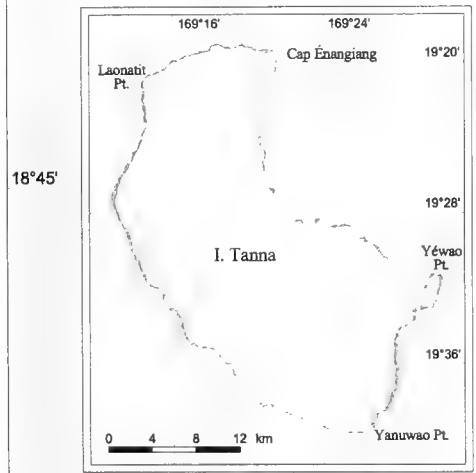 169°16' 169°24'
Cap Énangiang 19°20'
Laonatit
Pt.
18°45'
19°28'
Yéwao
Pt.
I. Tanna
19°36'
0 4 8 12 km
Yanuwao Pt.